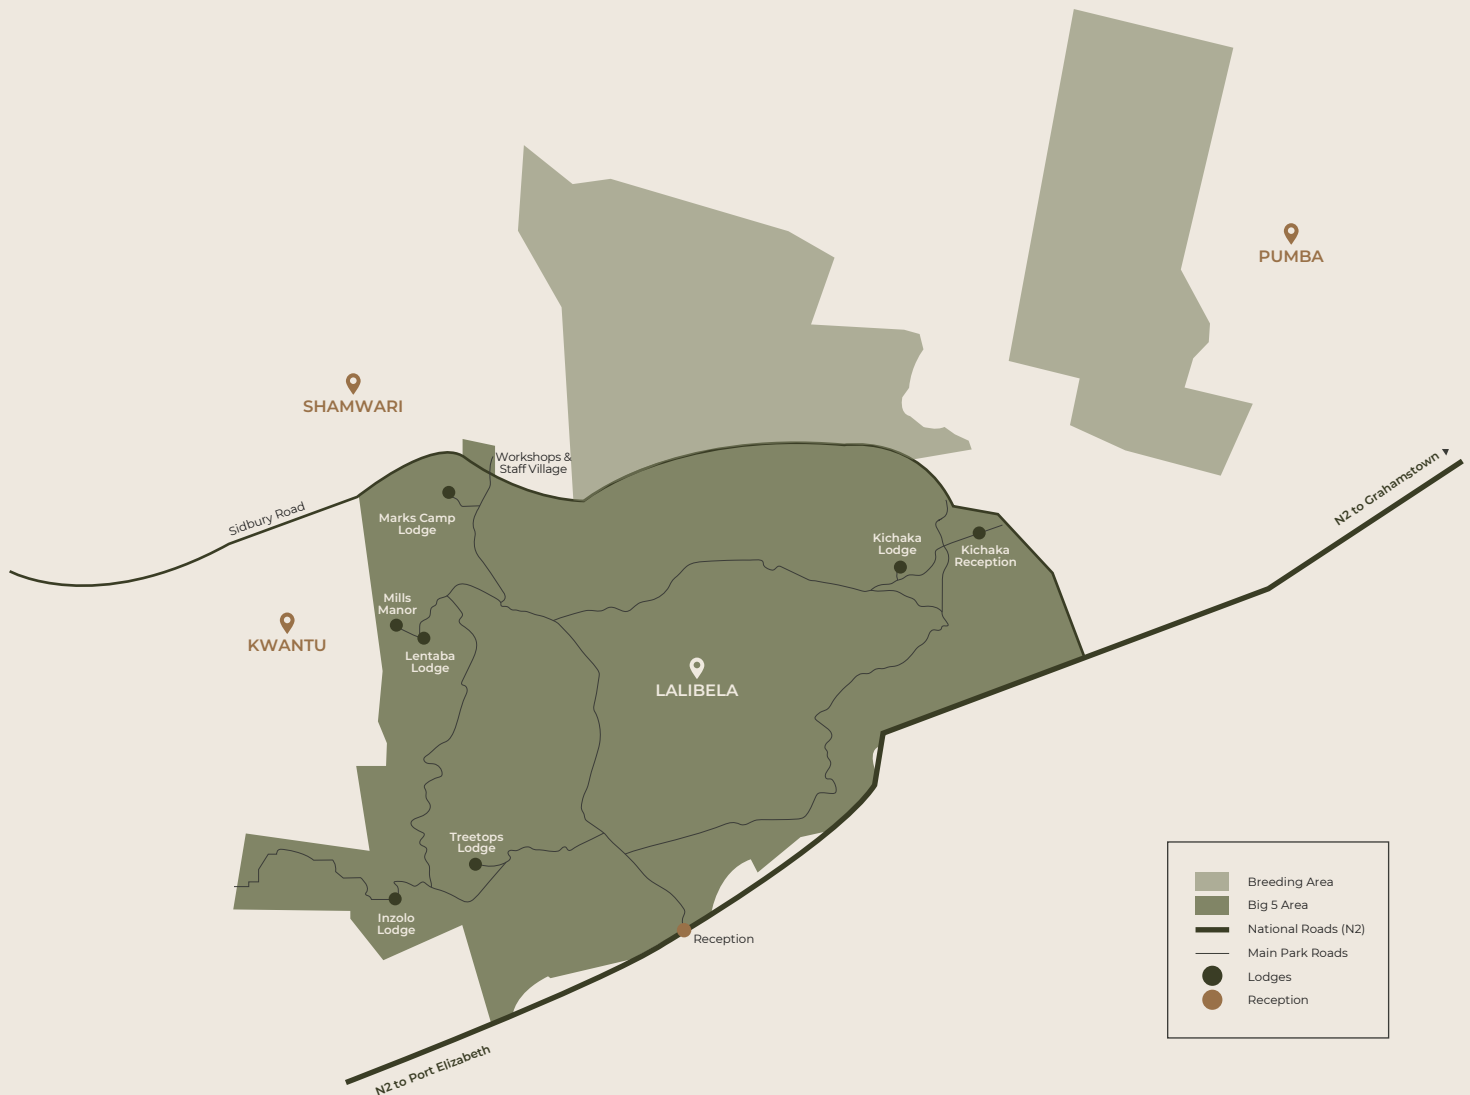 PUMBA
SHAMWARI
Workshops &
Staff Village
N2 to Grahamstown
Sidbury Road
Marks Camp
Lodge
Kichaka
Lodge
Kichaka
Reception
Mills
Manor
KWANTU
Lentaba
Lodge
LALIBELA
Treetops
Lodge
Inzolo
Lodge
Reception
N2 to Port Elizabeth
Breeding Area
Big 5 Area
National Roads (N2)
Main Park Roads
Lodges
Reception